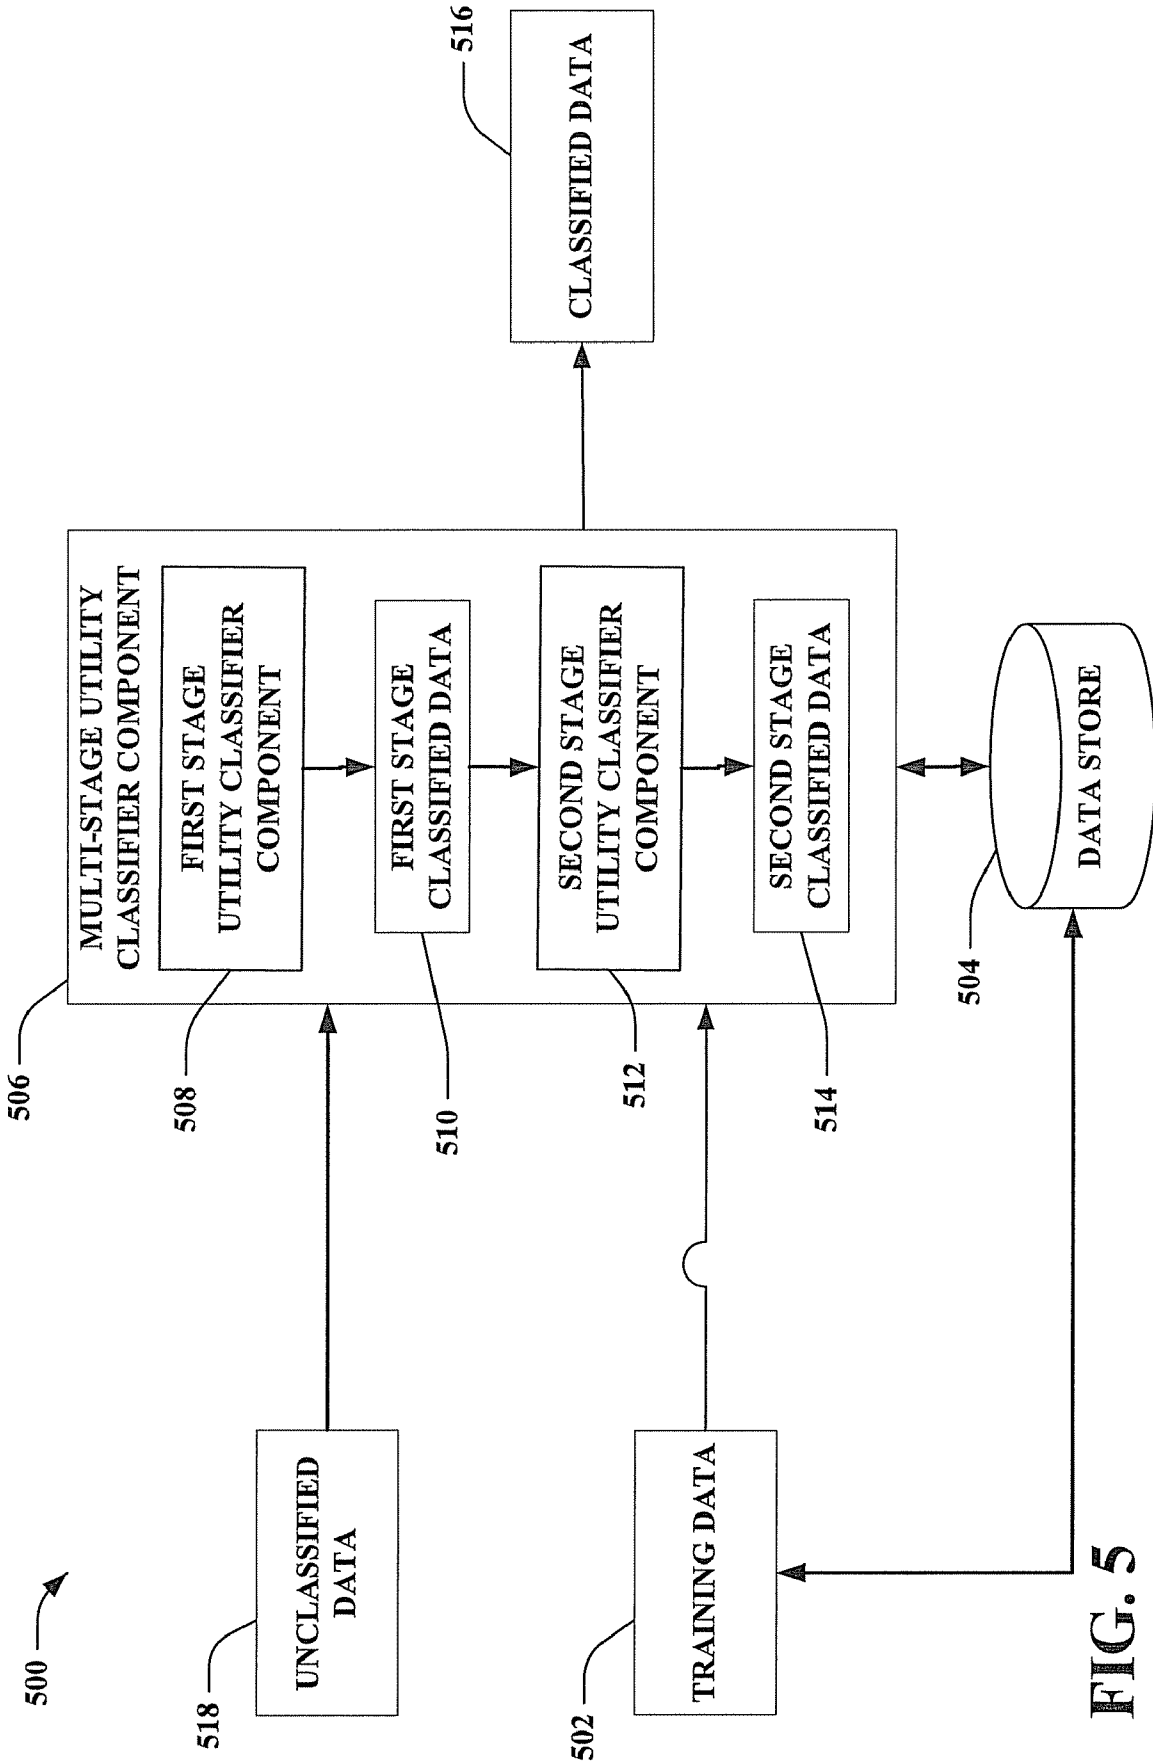 500
506
MULTI-STAGE UTILITY
CLASSIFIER COMPONENT
518
UNCLASSIFIED
DATA
508
FIRST STAGE
UTILITY CLASSIFIER
COMPONENT
510
FIRST STAGE
CLASSIFIED DATA
516
CLASSIFIED DATA
502
TRAINING DATA
512
SECOND STAGE
UTILITY CLASSIFIER
COMPONENT
514
SECOND STAGE
CLASSIFIED DATA
504
DATA STORE
FIG. 5